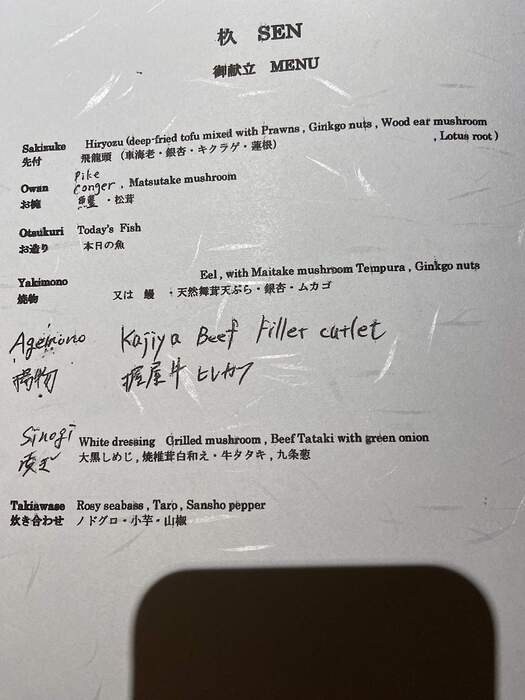 杦 SEN
御献立 MENU
Sakizuke Hiryozu (deep-fried tofu mixed with Prawns , Ginkgo nuts , Wood ear mushroom
, Lotus root )
先付 飛龍頭 （車海老・銀杏・キクラゲ・蓮根）
Pike
Owan conger , Matsutake mushroom
お椀 鱧 ・松茸
Otsukuri Today's Fish
お造り 本日の魚
Yakimono Eel , with Maitake mushroom Tempura , Ginkgo nuts
焼物 又は 鰻 ・天然舞茸天ぷら・銀杏・ムカゴ
Agemono Kajiya Beef Filler cutlet
揚物 屋牛ヒレカツ
Sinogi White dressing Grilled mushroom , Beef Tataki with green onion
凌ぎ 大黒しめじ , 焼椎茸白和え・牛タタキ , 九条葱
Takiawase Rosy seabass , Taro , Sansho pepper
炊き合わせ ノドグロ・小芋・山椒